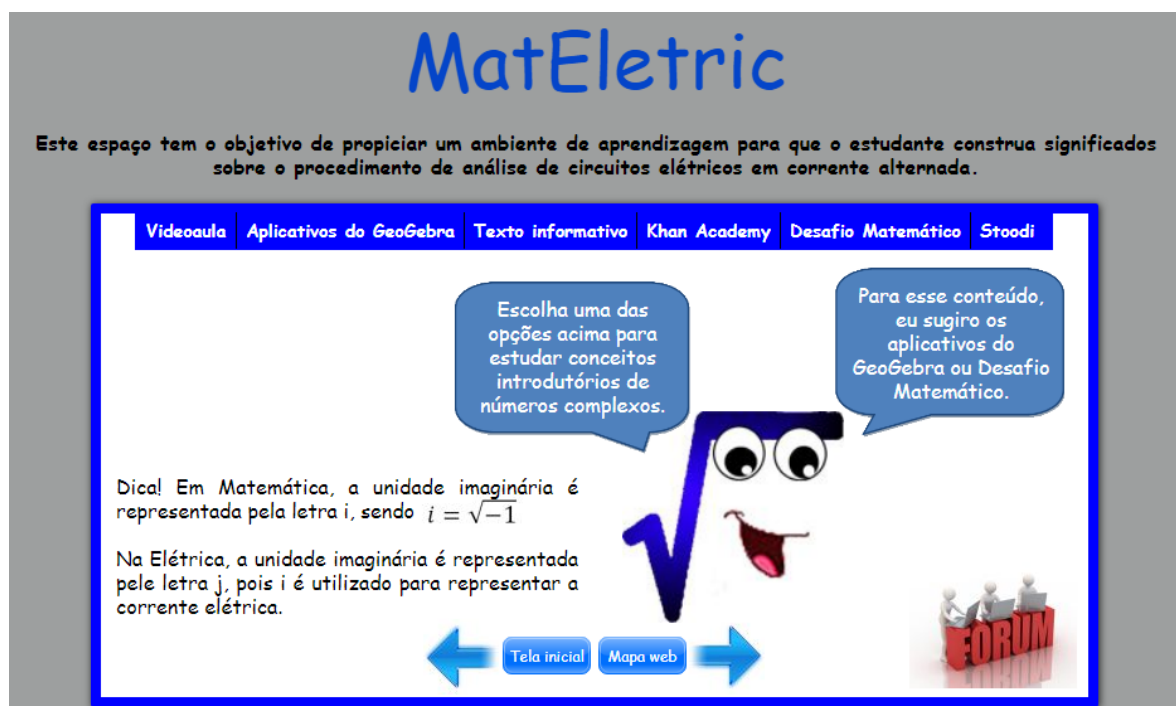 MatEletric
Este espaço tem o objetivo de propiciar um ambiente de aprendizagem para que o estudante construa significados
sobre o procedimento de análise de circuitos elétricos em corrente alternada.
Videoaula Aplicativos do GeoGebra Texto informativo Khan Academy Desafio Matemático Stoodi
Escolha uma das
opções acima para
estudar conceitos
introdutórios de
números complexos.
Para esse conteúdo,
eu sugiro os
aplicativos do
GeoGebra ou Desafio
Matemático.
Dica! Em Matemática, a unidade imaginária é
representada pela letra i, sendo i = √−1
Na Elétrica, a unidade imaginária é representada
pele letra j, pois i é utilizado para representar a
corrente elétrica.
Tela inicial Mapa web
FORUM